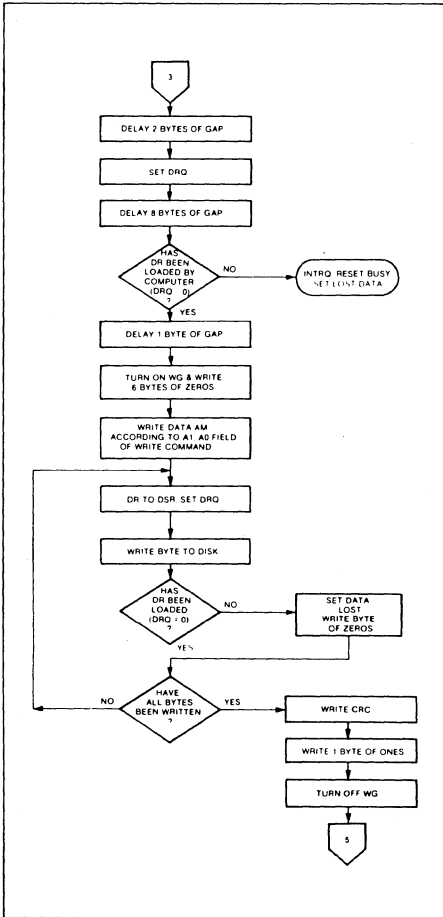 3
DELAY 2 BYTES OF GAP
SET DRQ
DELAY 8 BYTES OF GAP
HAS
DR BEEN
LOADED BY
COMPUTER
(DRQ 0)
?
NO
INTRQ RESET BUSY
SET LOST DATA
YES
DELAY 1 BYTE OF GAP
TURN ON WG & WRITE
6 BYTES OF ZEROS
WRITE DATA AM
ACCORDING TO A1 A0 FIELD
OF WRITE COMMAND
DR TO DSR. SET DRQ
WRITE BYTE TO DISK
HAS
DR BEEN
LOADED
(DRQ = 0)
?
NO
SET DATA
LOST
WRITE BYTE
OF ZEROS
YES
NO
HAVE
ALL BYTES
BEEN WRITTEN
?
YES
WRITE CRC
WRITE 1 BYTE OF ONES
TURN OFF WG
5